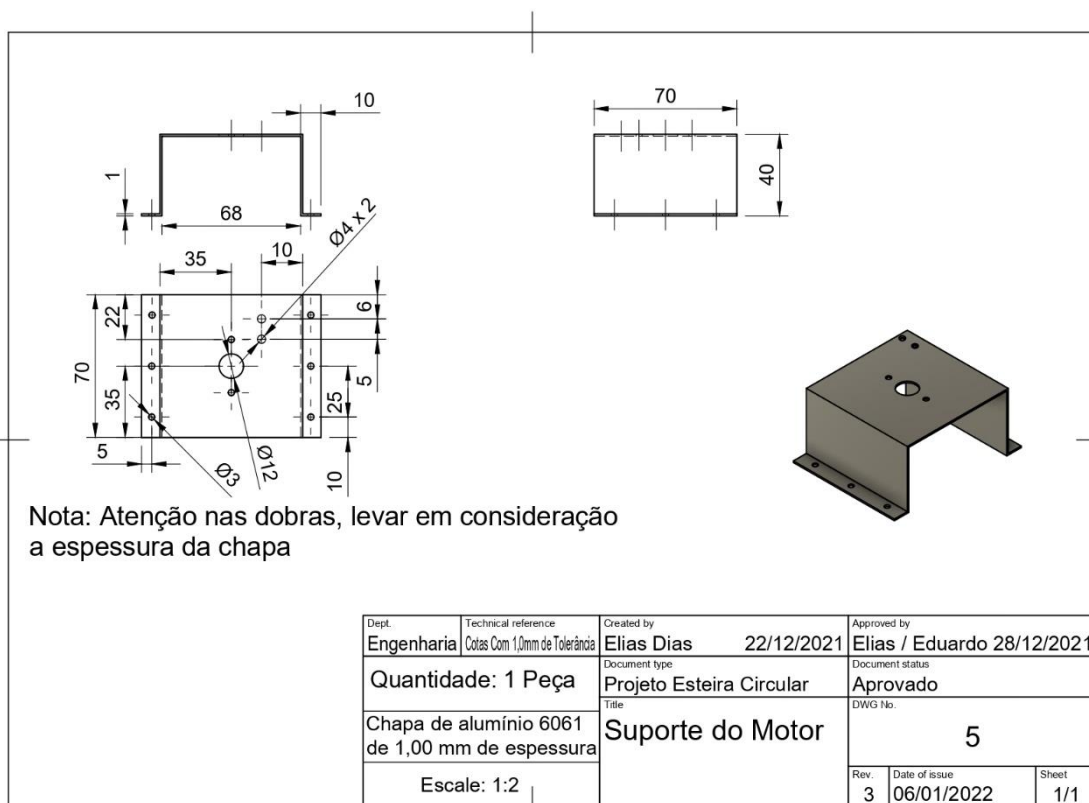 10
1
68
70
40
Ø4 x 2
35
10
22
6
70
35
5
25
5
Ø3
Ø12
10
Nota: Atenção nas dobras, levar em consideração
a espessura da chapa
Dept.
Engenharia
Technical reference
Cotas Com 1,0mm de Tolerância
Created by
Elias Dias 22/12/2021
Approved by
Elias / Eduardo 28/12/2021
Quantidade: 1 Peça
Document type
Projeto Esteira Circular
Document status
Aprovado
Chapa de alumínio 6061
de 1,00 mm de espessura
Title
Suporte do Motor
DWG No.
5
Escale: 1:2
Rev.
3
Date of issue
06/01/2022
Sheet
1/1